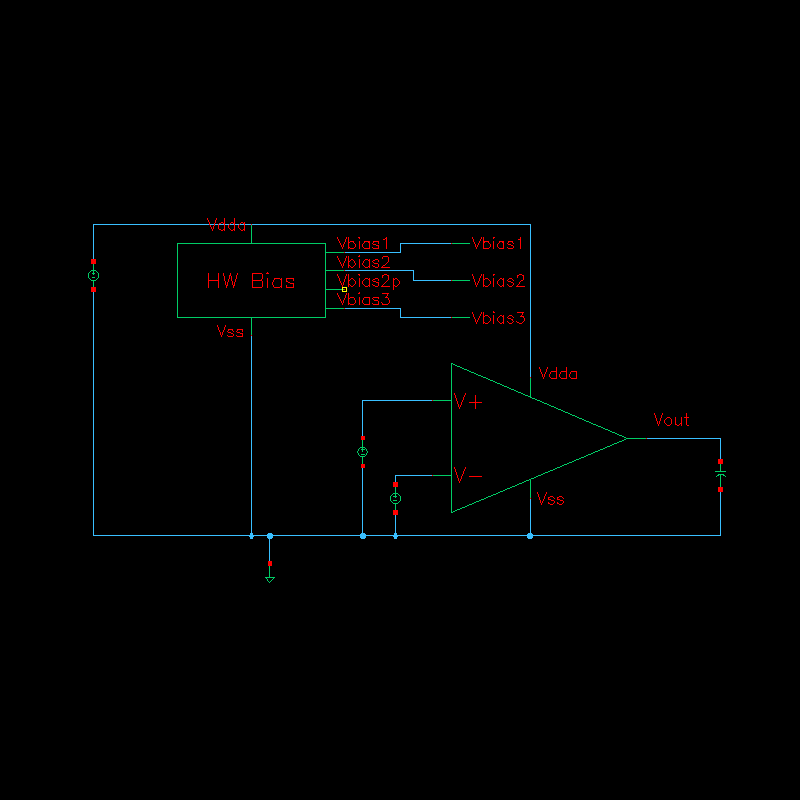 Vdda
Vbias1 Vbias1
Vbias2
HW Bias Vbias2p Vbias2
Vbias3
Vbias3
Vss
Vdda
V+
Vout
V−
Vss